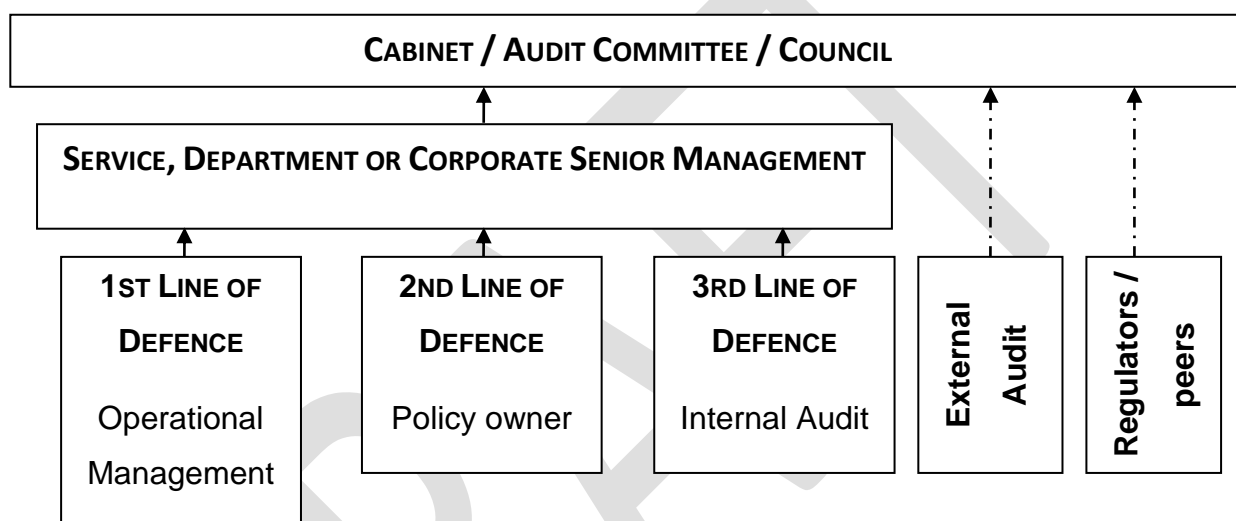 CABINET / AUDIT COMMITTEE / COUNCIL
SERVICE, DEPARTMENT OR CORPORATE SENIOR MANAGEMENT
1ST LINE OF
DEFENCE
Operational
Management
2ND LINE OF
DEFENCE
Policy owner
3RD LINE OF
DEFENCE
Internal Audit
External
Audit
Regulators /
peers